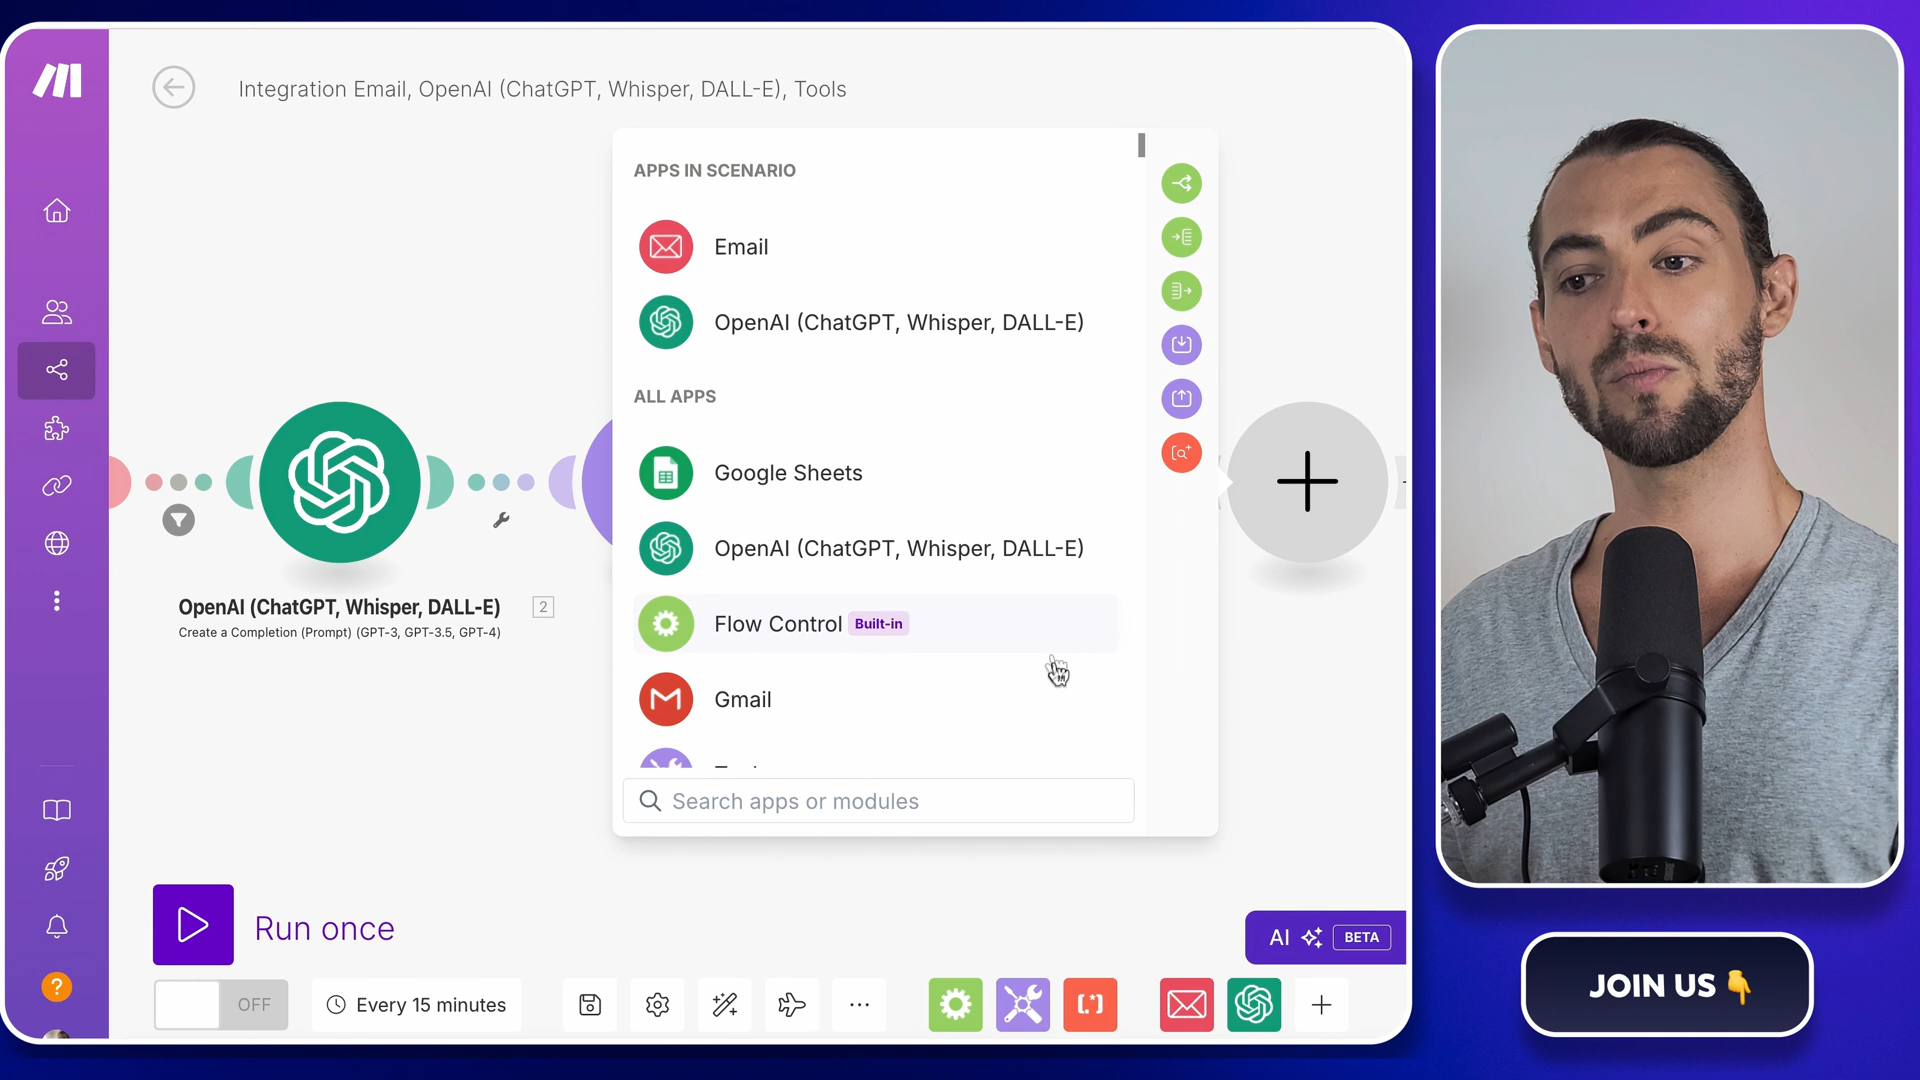 Integration Email, OpenAI (ChatGPT, Whisper, DALL-E), Tools
APPS IN SCENARIO
Email
OpenAI (ChatGPT, Whisper, DALL-E)
ALL APPS
Google Sheets
OpenAI (ChatGPT, Whisper, DALL-E)
Flow Control Built-in
Gmail
Search apps or modules
OpenAI (ChatGPT, Whisper, DALL-E) 2
Create a Completion (Prompt) (GPT-3, GPT-3.5, GPT-4)
Run once
AI BETA
?
OFF
Every 15 minutes
[.*]
JOIN US 👇